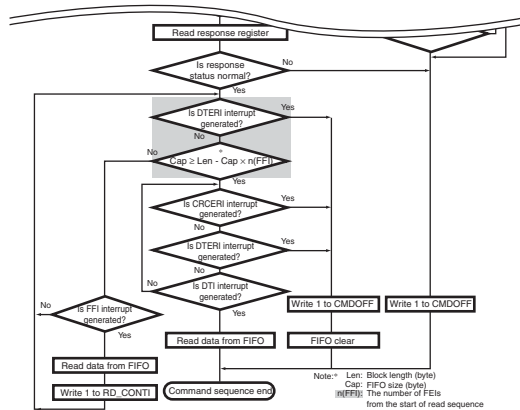 Read response register
Is response
status normal?
No
Yes
Is DTERI interrupt
generated?
Yes
No
*
Cap ≥ Len - Cap × n(FFI)
No
Yes
Is CRCERI interrupt
generated?
Yes
No
Is DTERI interrupt
generated?
Yes
No
Is DTI interrupt
generated?
No
Yes
Is FFI interrupt
generated?
No
Yes
Write 1 to CMDOFF
Write 1 to CMDOFF
Read data from FIFO
Read data from FIFO
FIFO clear
Write 1 to RD_CONTI
Command sequence end
Note:* Len: Block length (byte)
Cap: FIFO size (byte)
n(FFI): The number of FEIs
from the start of read sequence